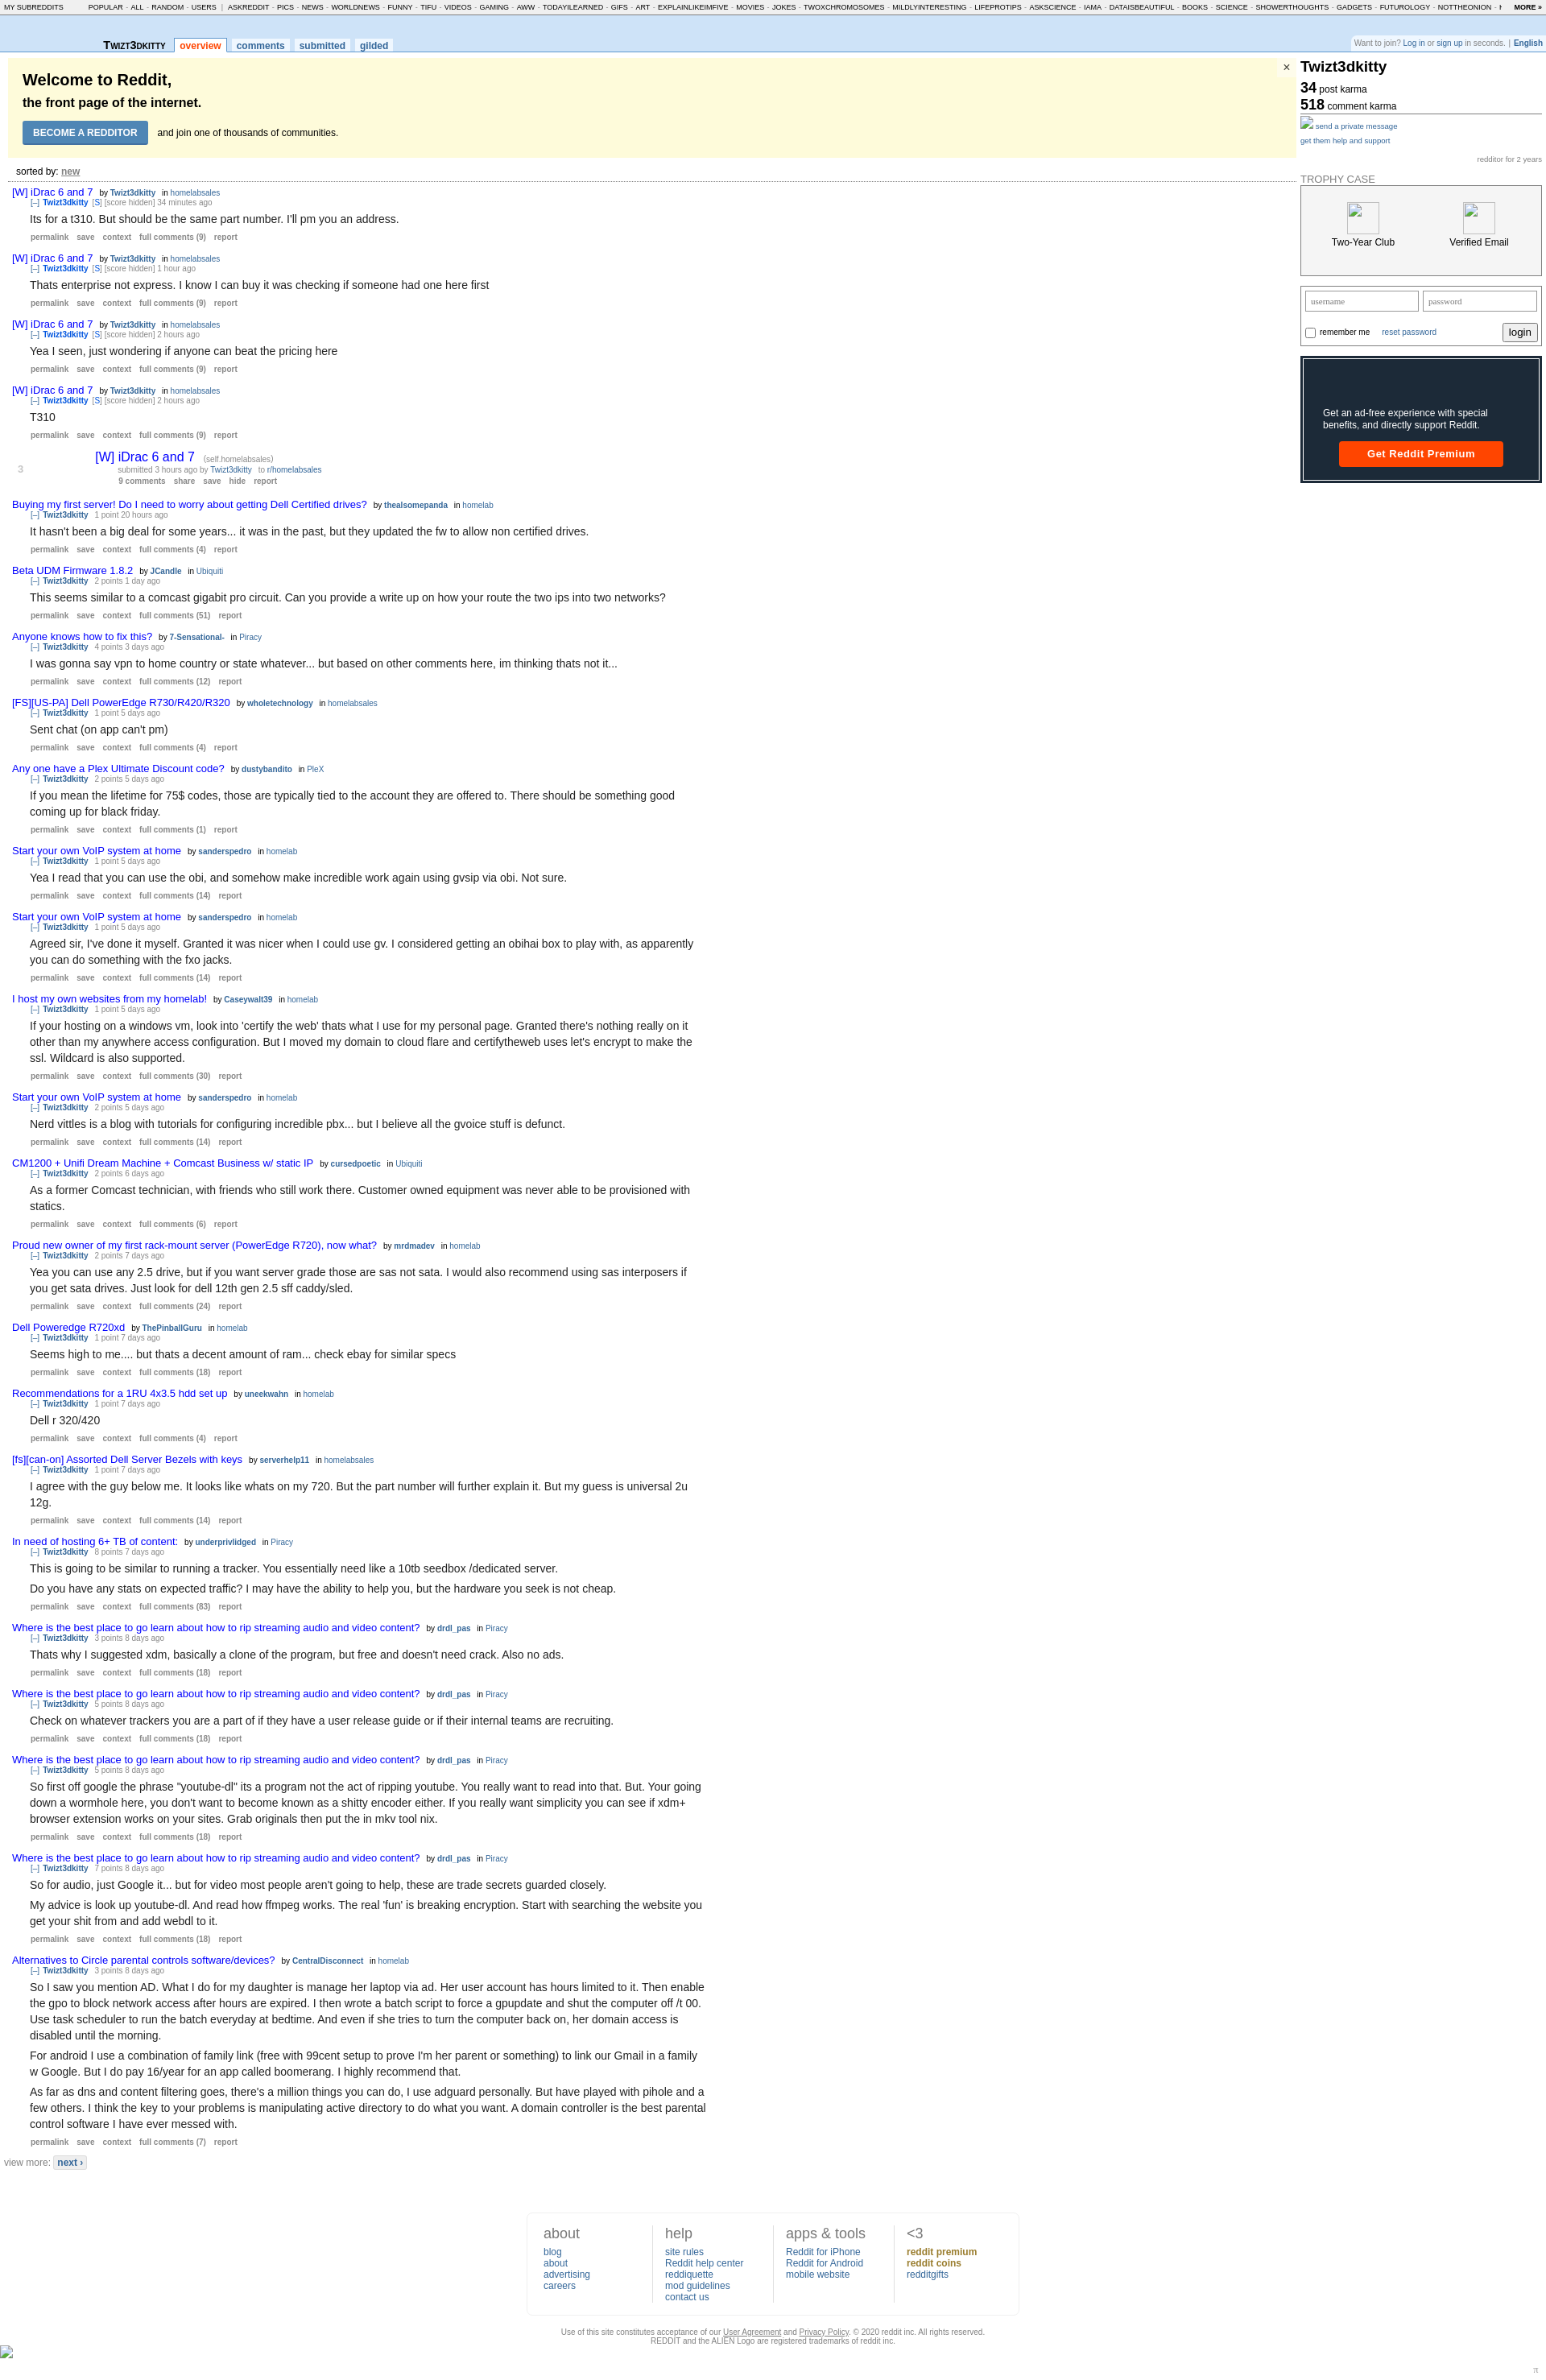 MY SUBREDDITS POPULAR - ALL - RANDOM - USERS | ASKREDDIT - PICS - NEWS - WORLDNEWS - FUNNY - TIFU - VIDEOS - GAMING - AWW - TODAYILEARNED - GIFS - ART - EXPLAINLIKEIMFIVE - MOVIES - JOKES - TWOXCHROMOSOMES - MILDLYINTERESTING - LIFEPROTIPS - ASKSCIENCE - IAMA - DATAISBEAUTIFUL - BOOKS - SCIENCE - SHOWERTHOUGHTS - GADGETS - FUTUROLOGY - NOTTHEONION - MORE »
Twizt3dkitty overview comments submitted gilded
Want to join? Log in or sign up in seconds. | English
Welcome to Reddit,
the front page of the internet.
BECOME A REDDITOR and join one of thousands of communities.
×
sorted by: new
[W] iDrac 6 and 7 by Twizt3dkitty in homelabsales
[–] Twizt3dkitty [S] [score hidden] 34 minutes ago
Its for a t310. But should be the same part number. I'll pm you an address.
permalink save context full comments (9) report
[W] iDrac 6 and 7 by Twizt3dkitty in homelabsales
[–] Twizt3dkitty [S] [score hidden] 1 hour ago
Thats enterprise not express. I know I can buy it was checking if someone had one here first
permalink save context full comments (9) report
[W] iDrac 6 and 7 by Twizt3dkitty in homelabsales
[–] Twizt3dkitty [S] [score hidden] 2 hours ago
Yea I seen, just wondering if anyone can beat the pricing here
permalink save context full comments (9) report
[W] iDrac 6 and 7 by Twizt3dkitty in homelabsales
[–] Twizt3dkitty [S] [score hidden] 2 hours ago
T310
permalink save context full comments (9) report
3
[W] iDrac 6 and 7 (self.homelabsales)
submitted 3 hours ago by Twizt3dkitty to r/homelabsales
9 comments share save hide report
Buying my first server! Do I need to worry about getting Dell Certified drives? by thealsomepanda in homelab
[–] Twizt3dkitty 1 point 20 hours ago
It hasn't been a big deal for some years... it was in the past, but they updated the fw to allow non certified drives.
permalink save context full comments (4) report
Beta UDM Firmware 1.8.2 by JCandle in Ubiquiti
[–] Twizt3dkitty 2 points 1 day ago
This seems similar to a comcast gigabit pro circuit. Can you provide a write up on how your route the two ips into two networks?
permalink save context full comments (51) report
Anyone knows how to fix this? by 7-Sensational- in Piracy
[–] Twizt3dkitty 4 points 3 days ago
I was gonna say vpn to home country or state whatever... but based on other comments here, im thinking thats not it...
permalink save context full comments (12) report
[FS][US-PA] Dell PowerEdge R730/R420/R320 by wholetechnology in homelabsales
[–] Twizt3dkitty 1 point 5 days ago
Sent chat (on app can't pm)
permalink save context full comments (4) report
Any one have a Plex Ultimate Discount code? by dustybandito in PleX
[–] Twizt3dkitty 2 points 5 days ago
If you mean the lifetime for 75$ codes, those are typically tied to the account they are offered to. There should be something good
coming up for black friday.
permalink save context full comments (1) report
Start your own VoIP system at home by sanderspedro in homelab
[–] Twizt3dkitty 1 point 5 days ago
Yea I read that you can use the obi, and somehow make incredible work again using gvsip via obi. Not sure.
permalink save context full comments (14) report
Start your own VoIP system at home by sanderspedro in homelab
[–] Twizt3dkitty 1 point 5 days ago
Agreed sir, I've done it myself. Granted it was nicer when I could use gv. I considered getting an obihai box to play with, as apparently
you can do something with the fxo jacks.
permalink save context full comments (14) report
I host my own websites from my homelab! by Caseywalt39 in homelab
[–] Twizt3dkitty 1 point 5 days ago
If your hosting on a windows vm, look into 'certify the web' thats what I use for my personal page. Granted there's nothing really on it
other than my anywhere access configuration. But I moved my domain to cloud flare and certifytheweb uses let's encrypt to make the
ssl. Wildcard is also supported.
permalink save context full comments (30) report
Start your own VoIP system at home by sanderspedro in homelab
[–] Twizt3dkitty 2 points 5 days ago
Nerd vittles is a blog with tutorials for configuring incredible pbx... but I believe all the gvoice stuff is defunct.
permalink save context full comments (14) report
CM1200 + Unifi Dream Machine + Comcast Business w/ static IP by cursedpoetic in Ubiquiti
[–] Twizt3dkitty 2 points 6 days ago
As a former Comcast technician, with friends who still work there. Customer owned equipment was never able to be provisioned with
statics.
permalink save context full comments (6) report
Proud new owner of my first rack-mount server (PowerEdge R720), now what? by mrdmadev in homelab
[–] Twizt3dkitty 2 points 7 days ago
Yea you can use any 2.5 drive, but if you want server grade those are sas not sata. I would also recommend using sas interposers if
you get sata drives. Just look for dell 12th gen 2.5 sff caddy/sled.
permalink save context full comments (24) report
Dell Poweredge R720xd by ThePinballGuru in homelab
[–] Twizt3dkitty 1 point 7 days ago
Seems high to me.... but thats a decent amount of ram... check ebay for similar specs
permalink save context full comments (18) report
Recommendations for a 1RU 4x3.5 hdd set up by uneekwahn in homelab
[–] Twizt3dkitty 1 point 7 days ago
Dell r 320/420
permalink save context full comments (4) report
[fs][can-on] Assorted Dell Server Bezels with keys by serverhelp11 in homelabsales
[–] Twizt3dkitty 1 point 7 days ago
I agree with the guy below me. It looks like whats on my 720. But the part number will further explain it. But my guess is universal 2u
12g.
permalink save context full comments (14) report
In need of hosting 6+ TB of content: by underprivlidged in Piracy
[–] Twizt3dkitty 8 points 7 days ago
This is going to be similar to running a tracker. You essentially need like a 10tb seedbox /dedicated server.
Do you have any stats on expected traffic? I may have the ability to help you, but the hardware you seek is not cheap.
permalink save context full comments (83) report
Where is the best place to go learn about how to rip streaming audio and video content? by drdl_pas in Piracy
[–] Twizt3dkitty 3 points 8 days ago
Thats why I suggested xdm, basically a clone of the program, but free and doesn't need crack. Also no ads.
permalink save context full comments (18) report
Where is the best place to go learn about how to rip streaming audio and video content? by drdl_pas in Piracy
[–] Twizt3dkitty 5 points 8 days ago
Check on whatever trackers you are a part of if they have a user release guide or if their internal teams are recruiting.
permalink save context full comments (18) report
Where is the best place to go learn about how to rip streaming audio and video content? by drdl_pas in Piracy
[–] Twizt3dkitty 5 points 8 days ago
So first off google the phrase "youtube-dl" its a program not the act of ripping youtube. You really want to read into that. But. Your going
down a wormhole here, you don't want to become known as a shitty encoder either. If you really want simplicity you can see if xdm+
browser extension works on your sites. Grab originals then put the in mkv tool nix.
permalink save context full comments (18) report
Where is the best place to go learn about how to rip streaming audio and video content? by drdl_pas in Piracy
[–] Twizt3dkitty 7 points 8 days ago
So for audio, just Google it... but for video most people aren't going to help, these are trade secrets guarded closely.
My advice is look up youtube-dl. And read how ffmpeg works. The real 'fun' is breaking encryption. Start with searching the website you
get your shit from and add webdl to it.
permalink save context full comments (18) report
Alternatives to Circle parental controls software/devices? by CentralDisconnect in homelab
[–] Twizt3dkitty 3 points 8 days ago
So I saw you mention AD. What I do for my daughter is manage her laptop via ad. Her user account has hours limited to it. Then enable
the gpo to block network access after hours are expired. I then wrote a batch script to force a gpupdate and shut the computer off /t 00.
Use task scheduler to run the batch everyday at bedtime. And even if she tries to turn the computer back on, her domain access is
disabled until the morning.
For android I use a combination of family link (free with 99cent setup to prove I'm her parent or something) to link our Gmail in a family
w Google. But I do pay 16/year for an app called boomerang. I highly recommend that.
As far as dns and content filtering goes, there's a million things you can do, I use adguard personally. But have played with pihole and a
few others. I think the key to your problems is manipulating active directory to do what you want. A domain controller is the best parental
control software I have ever messed with.
permalink save context full comments (7) report
view more: next ›
Twizt3dkitty
34 post karma
518 comment karma
send a private message
get them help and support
redditor for 2 years
TROPHY CASE
Two-Year Club Verified Email
username password
remember me reset password login
Get an ad-free experience with special
benefits, and directly support Reddit.
Get Reddit Premium
about
blog
about
advertising
careers
help
site rules
Reddit help center
reddiquette
mod guidelines
contact us
apps & tools
Reddit for iPhone
Reddit for Android
mobile website
<3
reddit premium
reddit coins
redditgifts
Use of this site constitutes acceptance of our User Agreement and Privacy Policy. © 2020 reddit inc. All rights reserved.
REDDIT and the ALIEN Logo are registered trademarks of reddit inc.
π